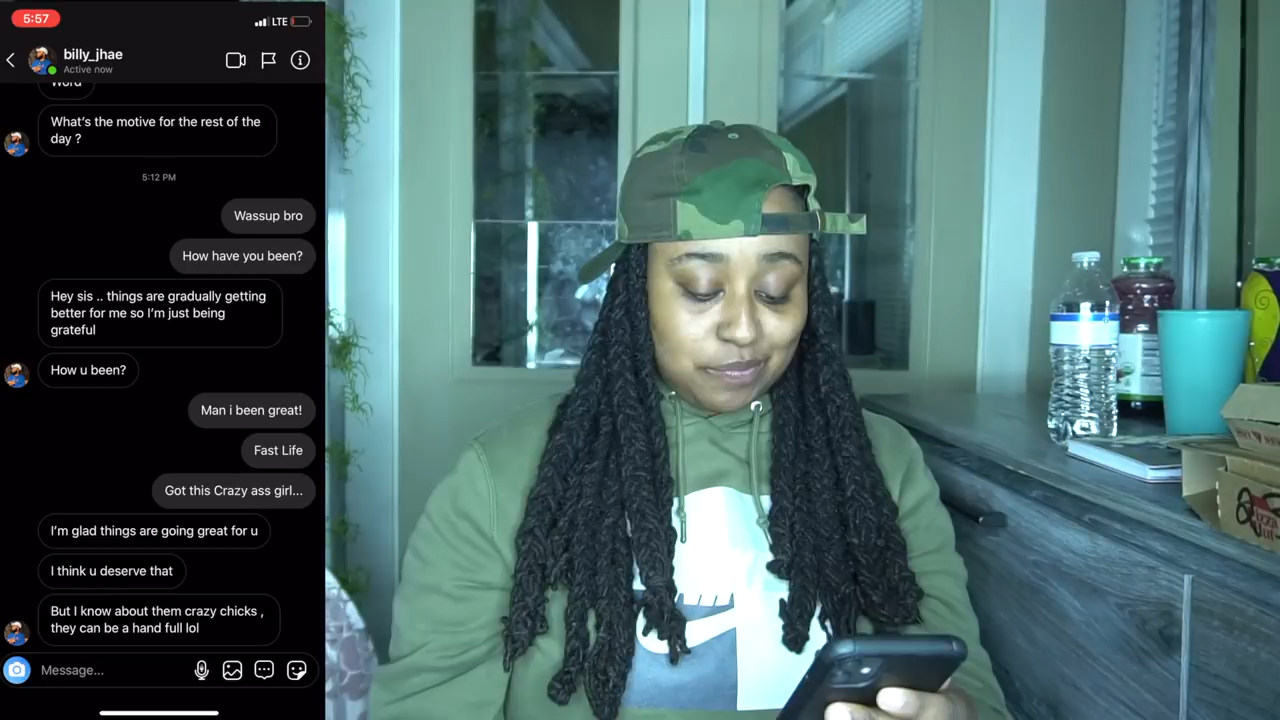 5:57
LTE
billy_jhae
Active now
Word
What's the motive for the rest of the
day ?
5:12 PM
Wassup bro
How have you been?
Hey sis .. things are gradually getting
better for me so I'm just being
grateful
How u been?
Man i been great!
Fast Life
Got this Crazy ass girl...
I'm glad things are going great for u
I think u deserve that
But I know about them crazy chicks ,
they can be a hand full lol
Message...